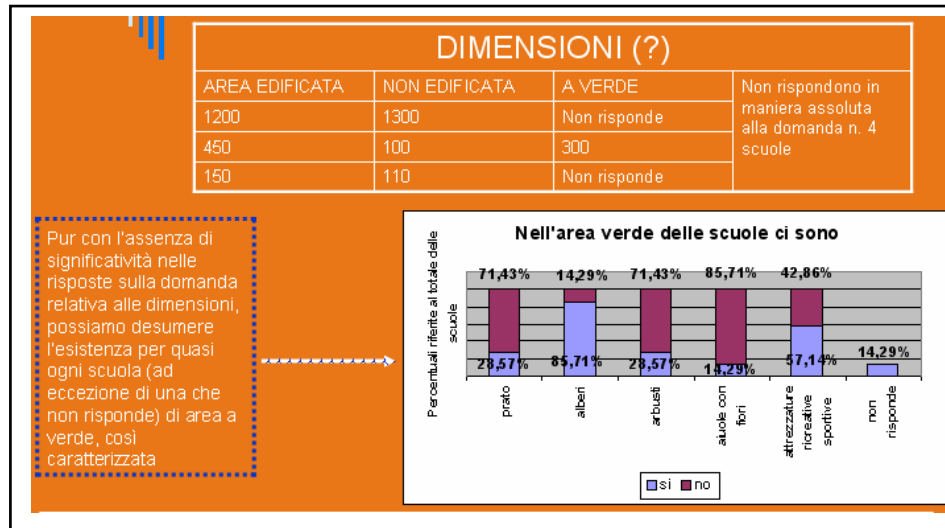 DIMENSIONI (?)
AREA EDIFICATA
NON EDIFICATA
A VERDE
Non rispondono in
maniera assoluta
alla domanda n. 4
scuole
1200
1300
Non risponde
450
100
300
150
110
Non risponde
Pur con l'assenza di
significatività nelle
risposte sulla domanda
relativa alle dimensioni,
possiamo desumere
l'esistenza per quasi
ogni scuola (ad
eccezione di una che
non risponde) di area a
verde, così
caratterizzata
Nell'area verde delle scuole ci sono
Percentuali riferite al totale delle
scuole
71,43%
14,29%
71,43%
85,71%
42,86%
28,57%
85,71%
28,57%
14,29%
57,14%
14,29%
prato
alberi
arbusti
aiuole con
fiori
attrezzature
ricreative
sportive
non
risponde
si
no